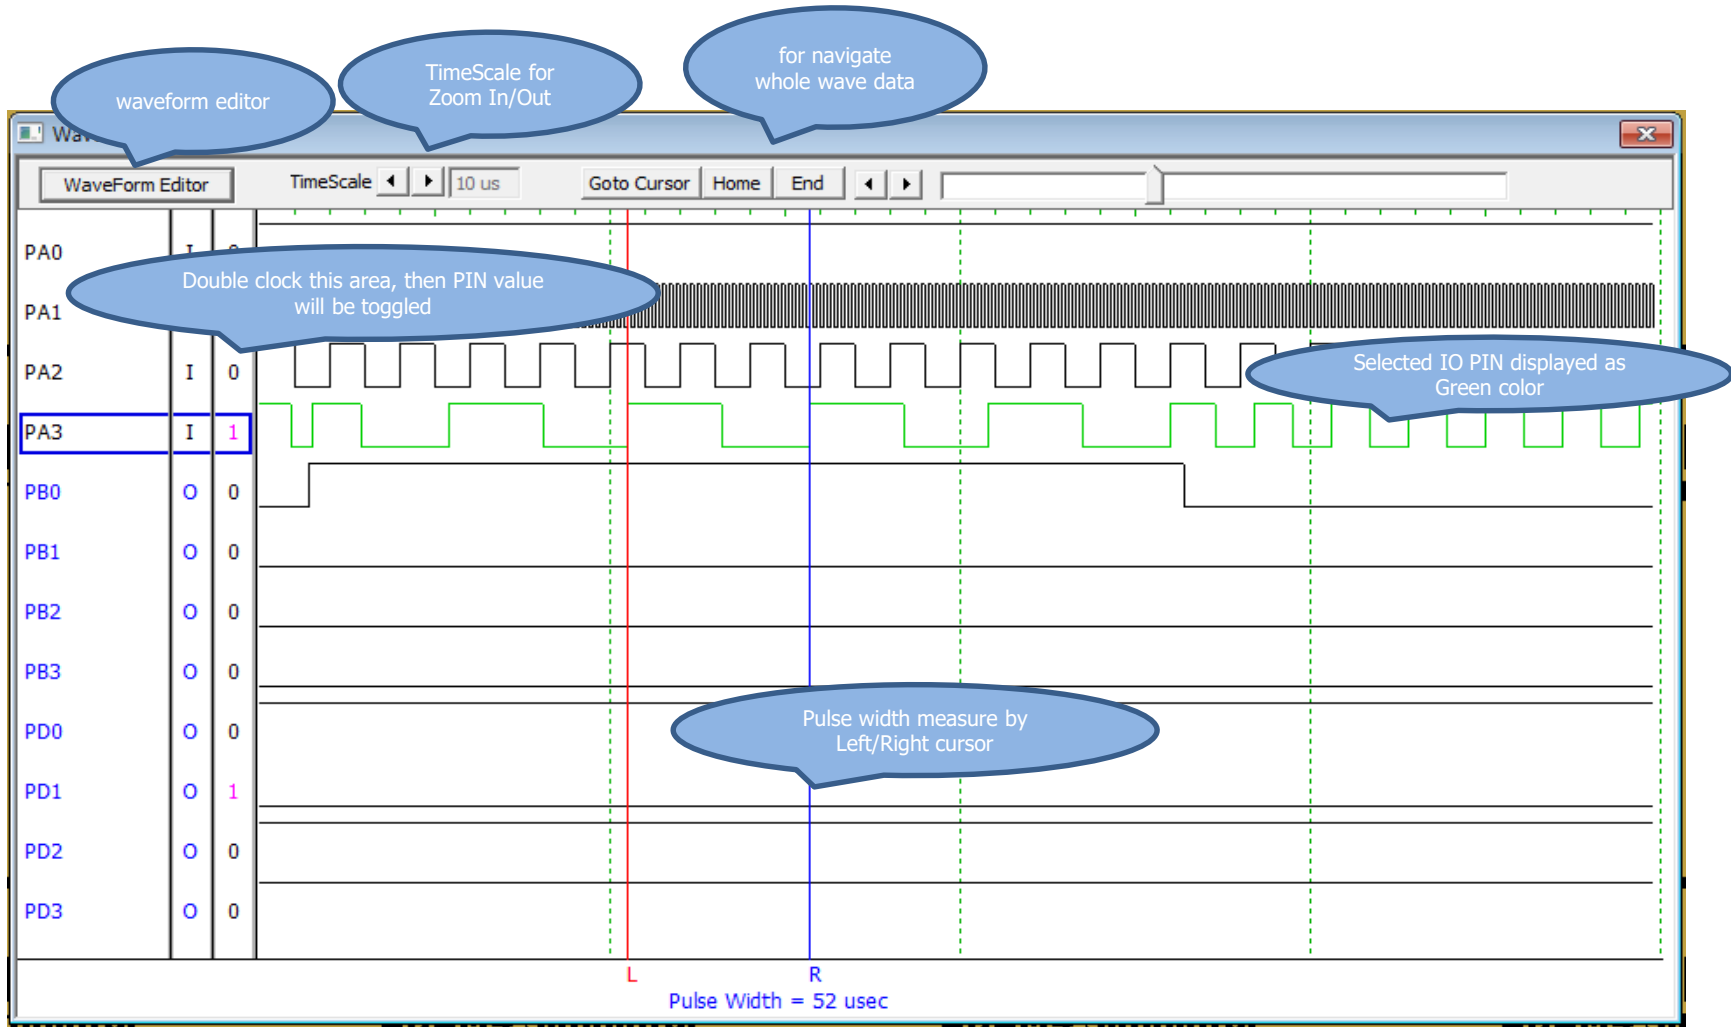 for navigate
whole wave data
TimeScale for
Zoom In/Out
waveform editor
WaveForm Editor
TimeScale
10 us
Goto Cursor
Home
End
PA0
Double clock this area, then PIN value
will be toggled
PA1
PA2 I 0
Selected IO PIN displayed as
Green color
PA3 I 1
PB0 O 0
PB1 O 0
PB2 O 0
PB3 O 0
PD0 O 0
Pulse width measure by
Left/Right cursor
PD1 O 1
PD2 O 0
PD3 O 0
L R
Pulse Width = 52 usec